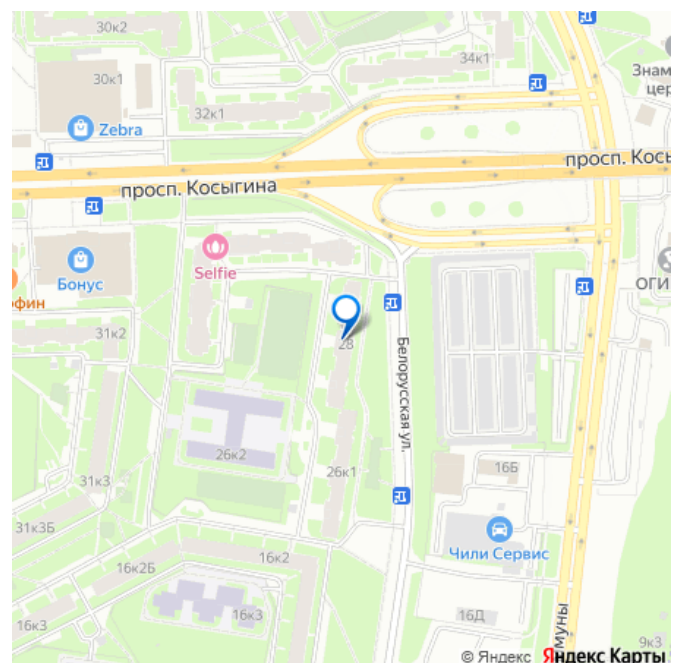 30к2
34к1
Знам
цер
30к1
32к1
Zebra
просп. Косы
просп. Косыгина
Selfie
Бонус
ОГИ
офин
31к2
28
Белорусская ул.
26к2
26к1
31к3
16Б
31к3Б
Чили Сервис
16к2
16к2Б
16к3
16Д
16к3
муны
9к3
© Яндекс Яндекс Карты